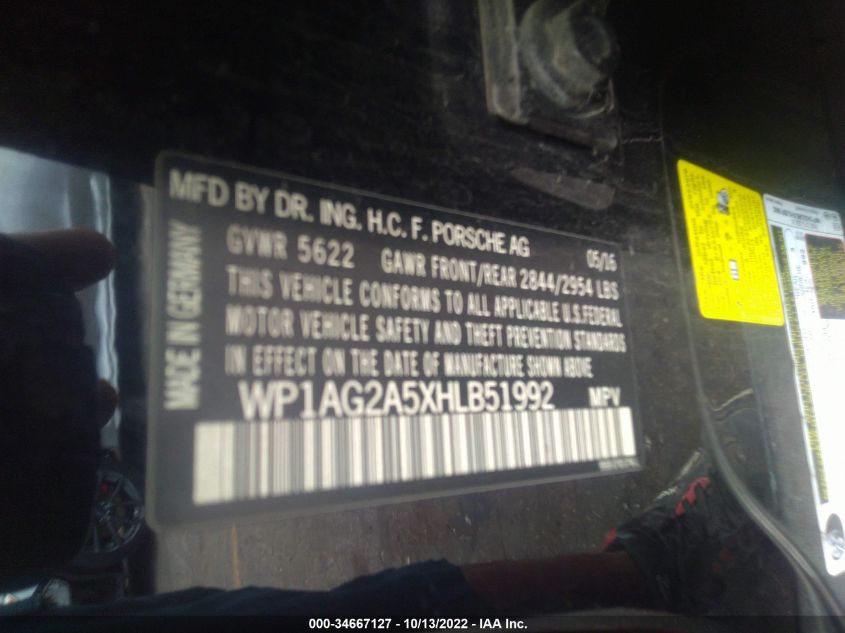 MFD BY DR. ING. H.C. F. PORSCHE AG
05/16
GVWR 5622 GAWR FRONT/REAR 2844/2954 LBS
THIS VEHICLE CONFORMS TO ALL APPLICABLE U.S. FEDERAL
MOTOR VEHICLE SAFETY AND THEFT PREVENTION STANDARDS
IN EFFECT ON THE DATE OF MANUFACTURE SHOWN ABOVE
WP1AG2A5XHLB51992 MPV
MADE IN GERMANY
000-34667127 - 10/13/2022 - IAA Inc.